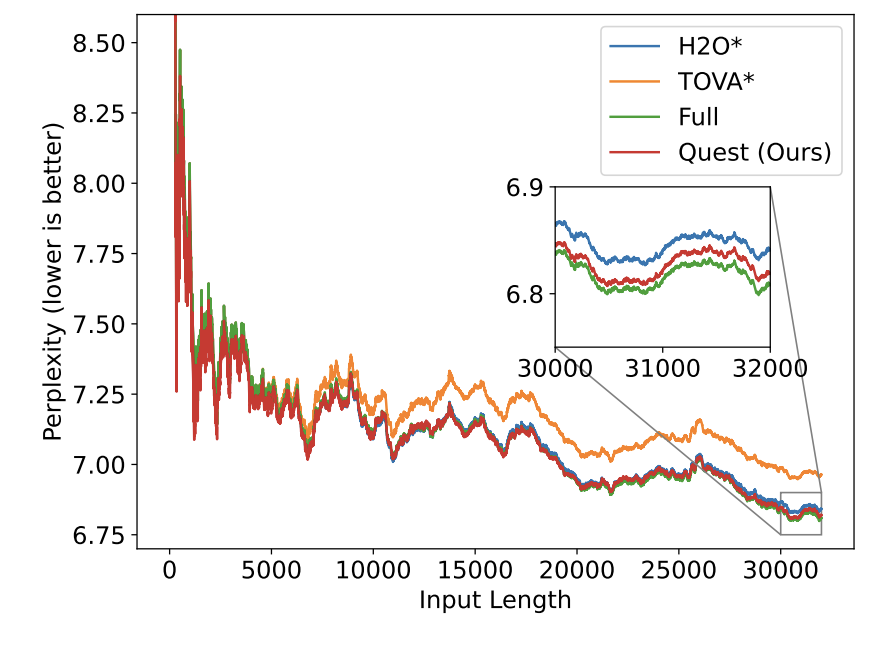 8.50
8.25
8.00
7.75
7.50
7.25
7.00
6.75
Perplexity (lower is better)
H2O*
TOVA*
Full
Quest (Ours)
6.9
6.8
30000 31000 32000
0 5000 10000 15000 20000 25000 30000
Input Length